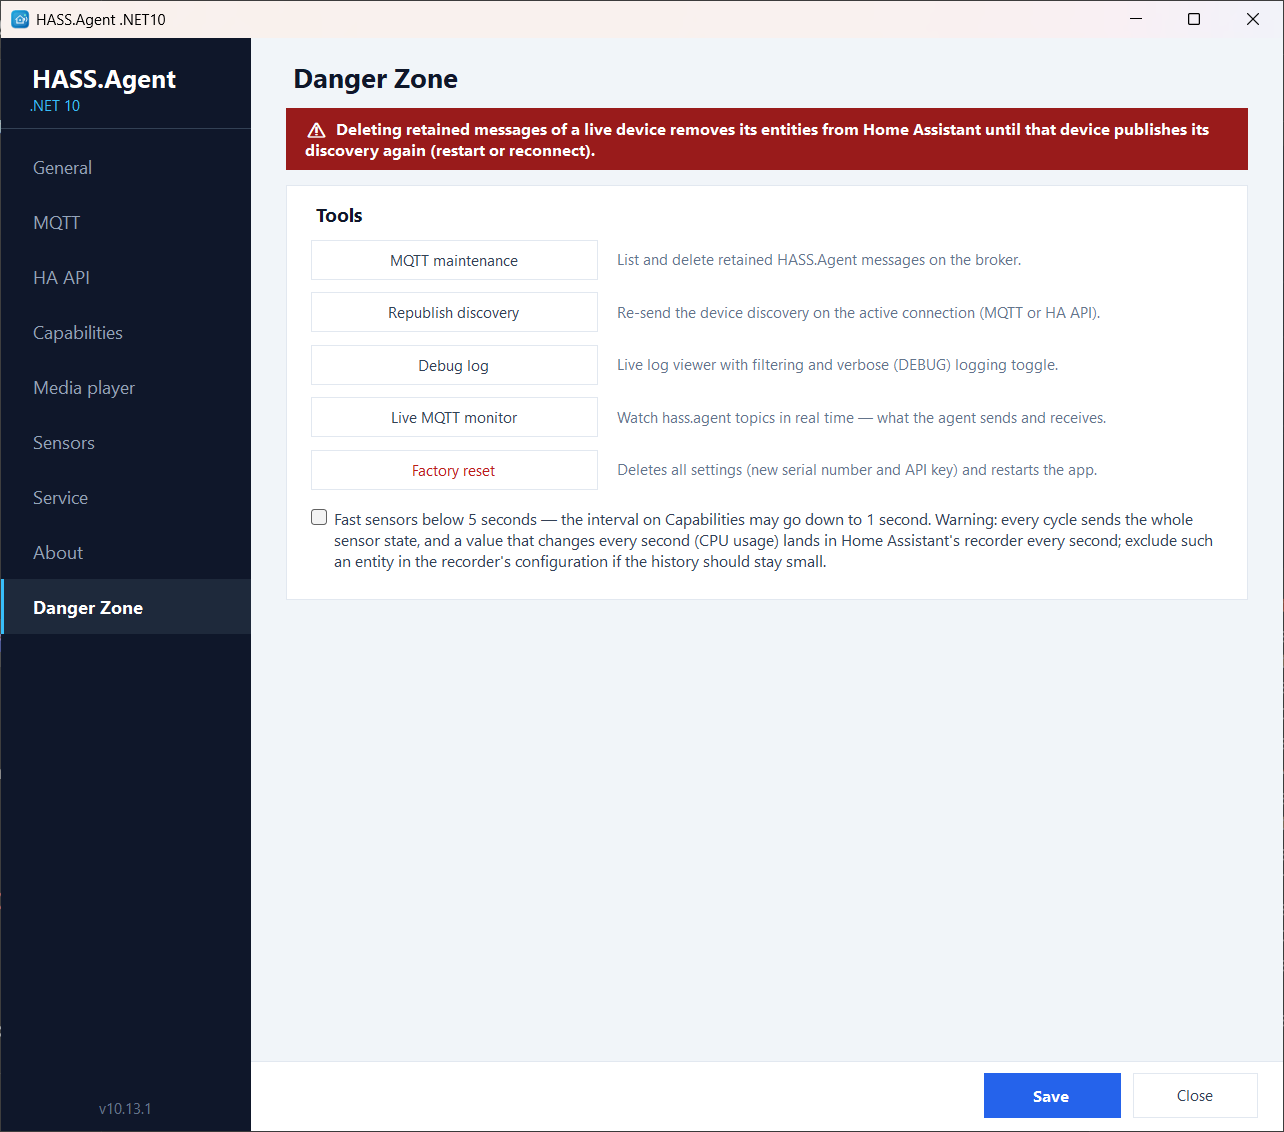 HASS.Agent .NET10
HASS.Agent
.NET 10
General
MQTT
HA API
Capabilities
Media player
Sensors
Service
About
Danger Zone
v10.13.1
Danger Zone
Deleting retained messages of a live device removes its entities from Home Assistant until that device publishes its
discovery again (restart or reconnect).
Tools
MQTT maintenance
List and delete retained HASS.Agent messages on the broker.
Republish discovery
Re-send the device discovery on the active connection (MQTT or HA API).
Debug log
Live log viewer with filtering and verbose (DEBUG) logging toggle.
Live MQTT monitor
Watch hass.agent topics in real time — what the agent sends and receives.
Factory reset
Deletes all settings (new serial number and API key) and restarts the app.
Fast sensors below 5 seconds — the interval on Capabilities may go down to 1 second. Warning: every cycle sends the whole
sensor state, and a value that changes every second (CPU usage) lands in Home Assistant's recorder every second; exclude such
an entity in the recorder's configuration if the history should stay small.
Save
Close